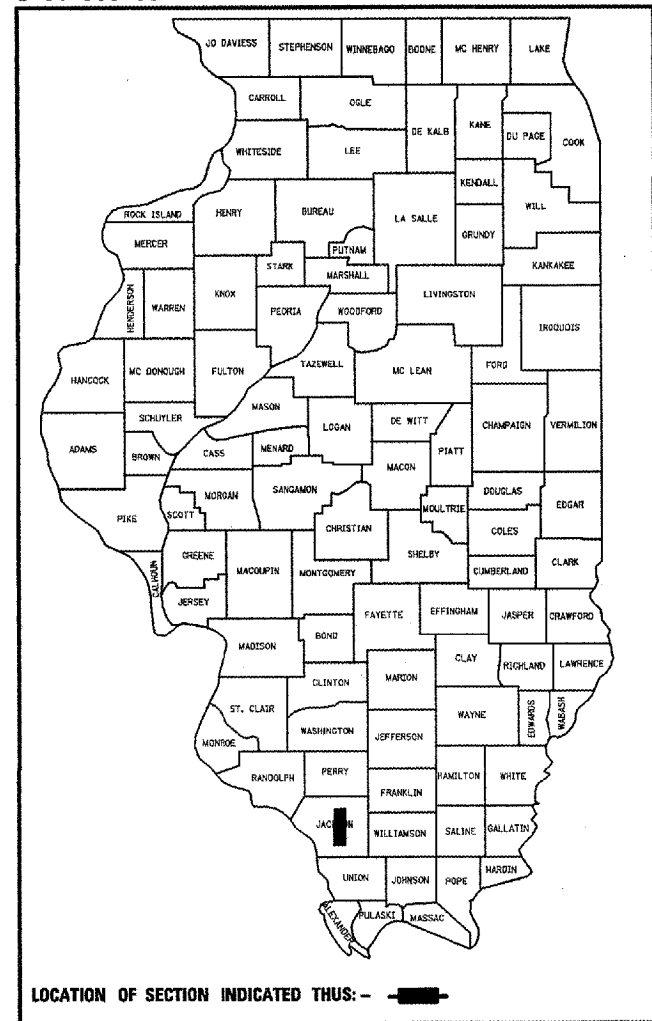 JO DAVIESS STEPHENSON WINNEBAGO BOONE MC HENRY LAKE
CARROLL OGLE DE KALB KANE DU PAGE COOK
WHITESIDE LEE
KENDALL
ROCK ISLAND HENRY BUREAU LA SALLE WILL
MERCER PUTNAM GRUNDY
STARK MARSHALL KANKAKEE
HENDERSON WARREN KNOX PEORIA WOODFORD LIVINGSTON IROQUOIS
HANCOCK MC DONOUGH FULTON TAZEWELL MC LEAN FORD
MASON
SCHUYLER LOGAN DE WITT CHAMPAIGN VERMILION
ADAMS BROWN CASS MENARD MACON PIATT
MORGAN SANGAMON DOUGLAS EDGAR
PIKE SCOTT CHRISTIAN MOULTRIE COLES
GREENE MACOUPIN MONTGOMERY SHELBY CUMBERLAND CLARK
CALHOUN JERSEY
FAYETTE EFFINGHAM JASPER CRAWFORD
MADISON BOND
CLAY RICHLAND LAWRENCE
CLINTON MARION
ST. CLAIR WAYNE EDWARDS WABASH
MONROE WASHINGTON JEFFERSON
RANDOLPH PERRY HAMILTON WHITE
FRANKLIN
WILLIAMSON SALINE GALLATIN
UNION JOHNSON POPE HARDIN
ALEXANDER PULASKI MASSAC
LOCATION OF SECTION INDICATED THUS: -